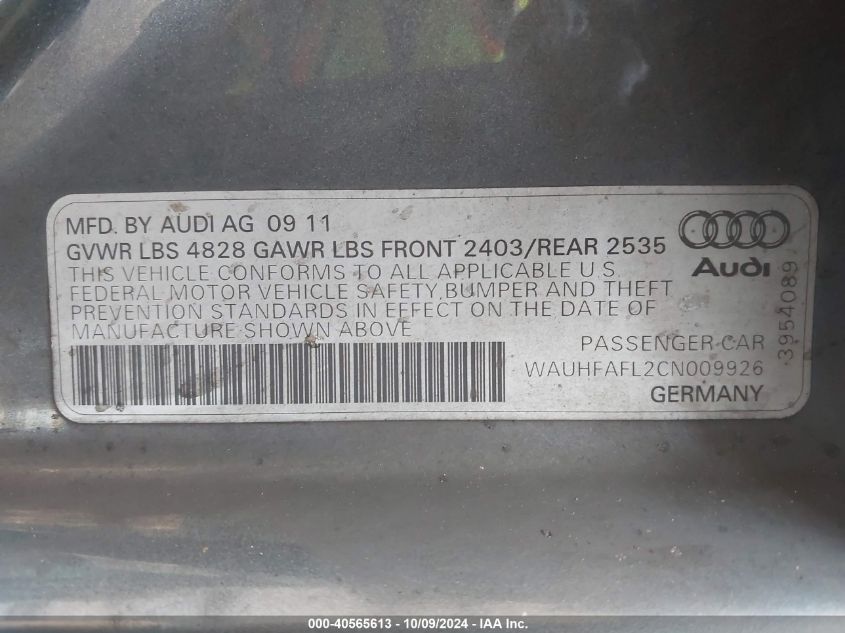 MFD. BY AUDI AG 09 11
GVWR LBS 4828 GAWR LBS FRONT 2403/REAR 2535
THIS VEHICLE CONFORMS TO ALL APPLICABLE U.S.
FEDERAL MOTOR VEHICLE SAFETY, BUMPER AND THEFT
PREVENTION STANDARDS IN EFFECT ON THE DATE OF
MANUFACTURE SHOWN ABOVE
Audi
3954089
PASSENGER CAR
WAUHFAFL2CN009926
GERMANY
000-40565613 - 10/09/2024 - IAA Inc.